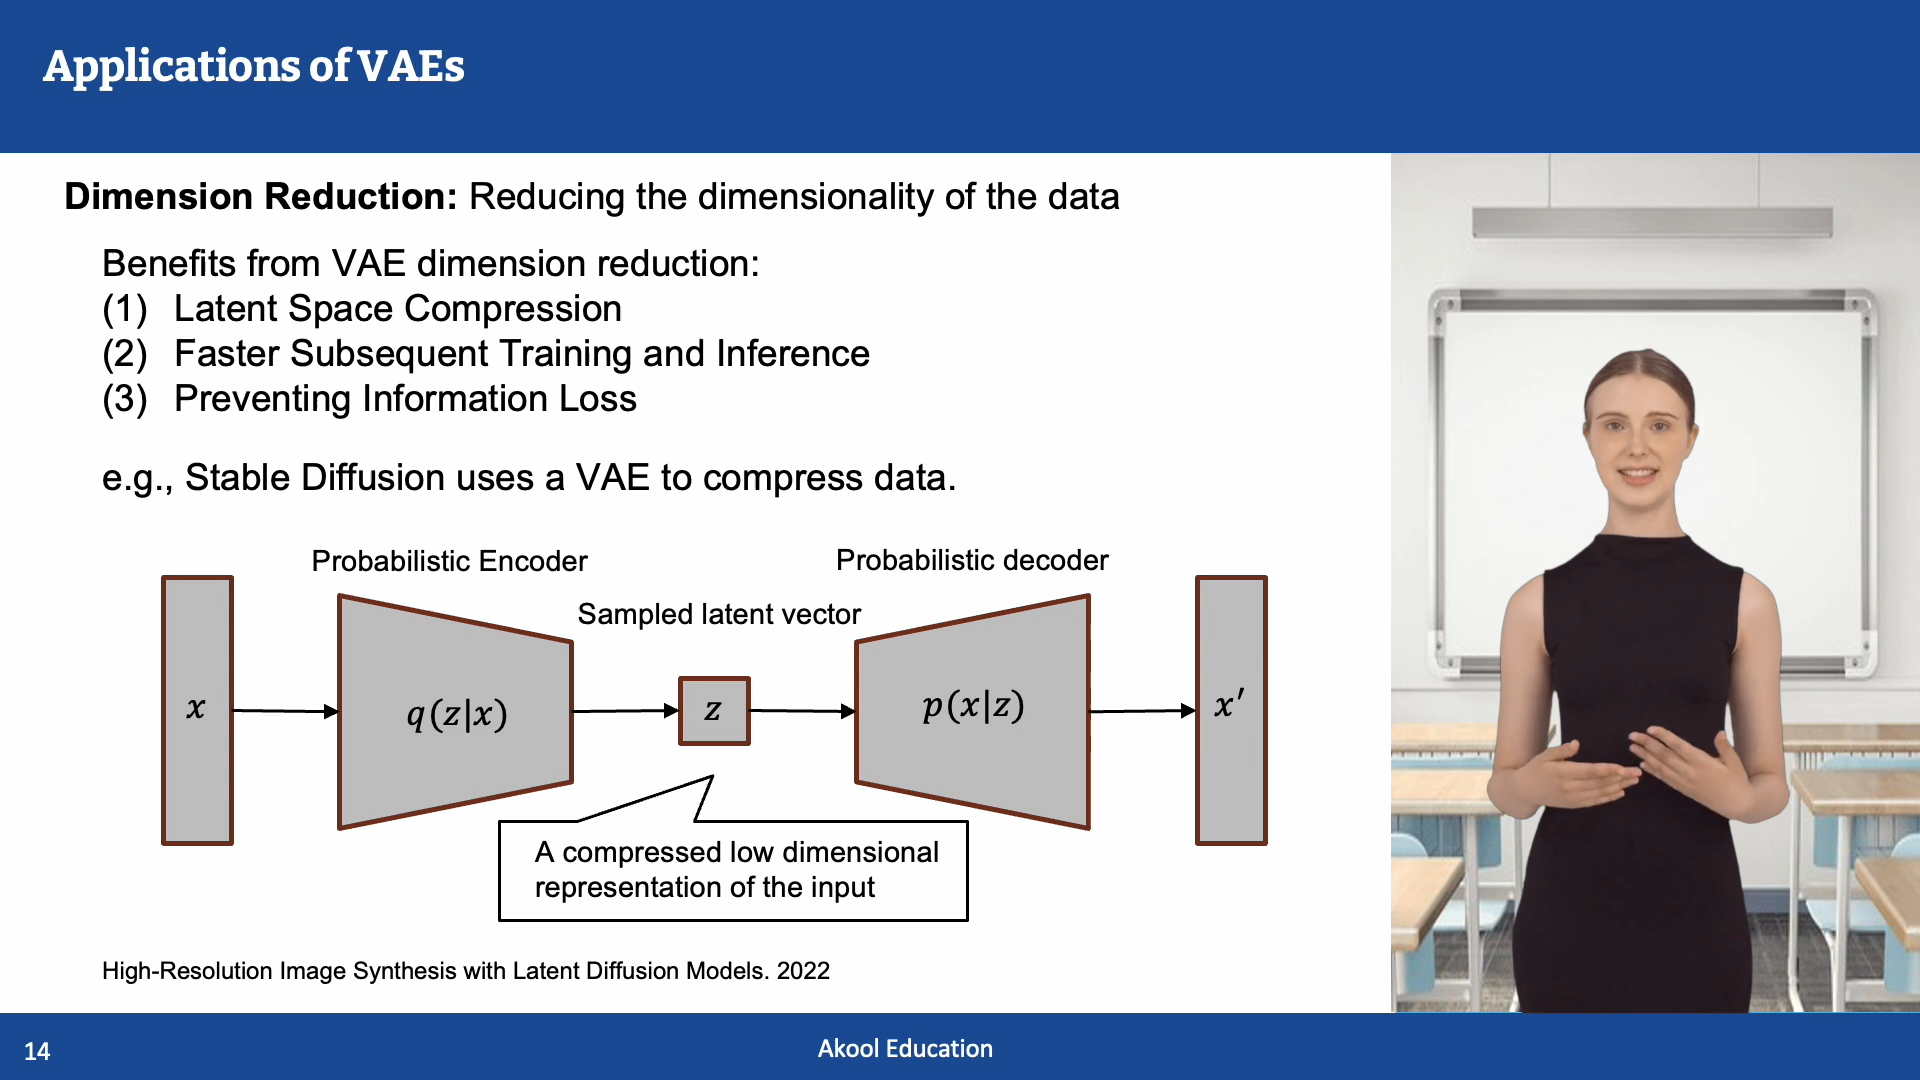 Applications of VAEs
Dimension Reduction: Reducing the dimensionality of the data
Benefits from VAE dimension reduction:
(1) Latent Space Compression
(2) Faster Subsequent Training and Inference
(3) Preventing Information Loss
e.g., Stable Diffusion uses a VAE to compress data.
Probabilistic Encoder
Probabilistic decoder
Sampled latent vector
x
q(z|x)
z
p(x|z)
x′
A compressed low dimensional
representation of the input
High-Resolution Image Synthesis with Latent Diffusion Models. 2022
14
Akool Education